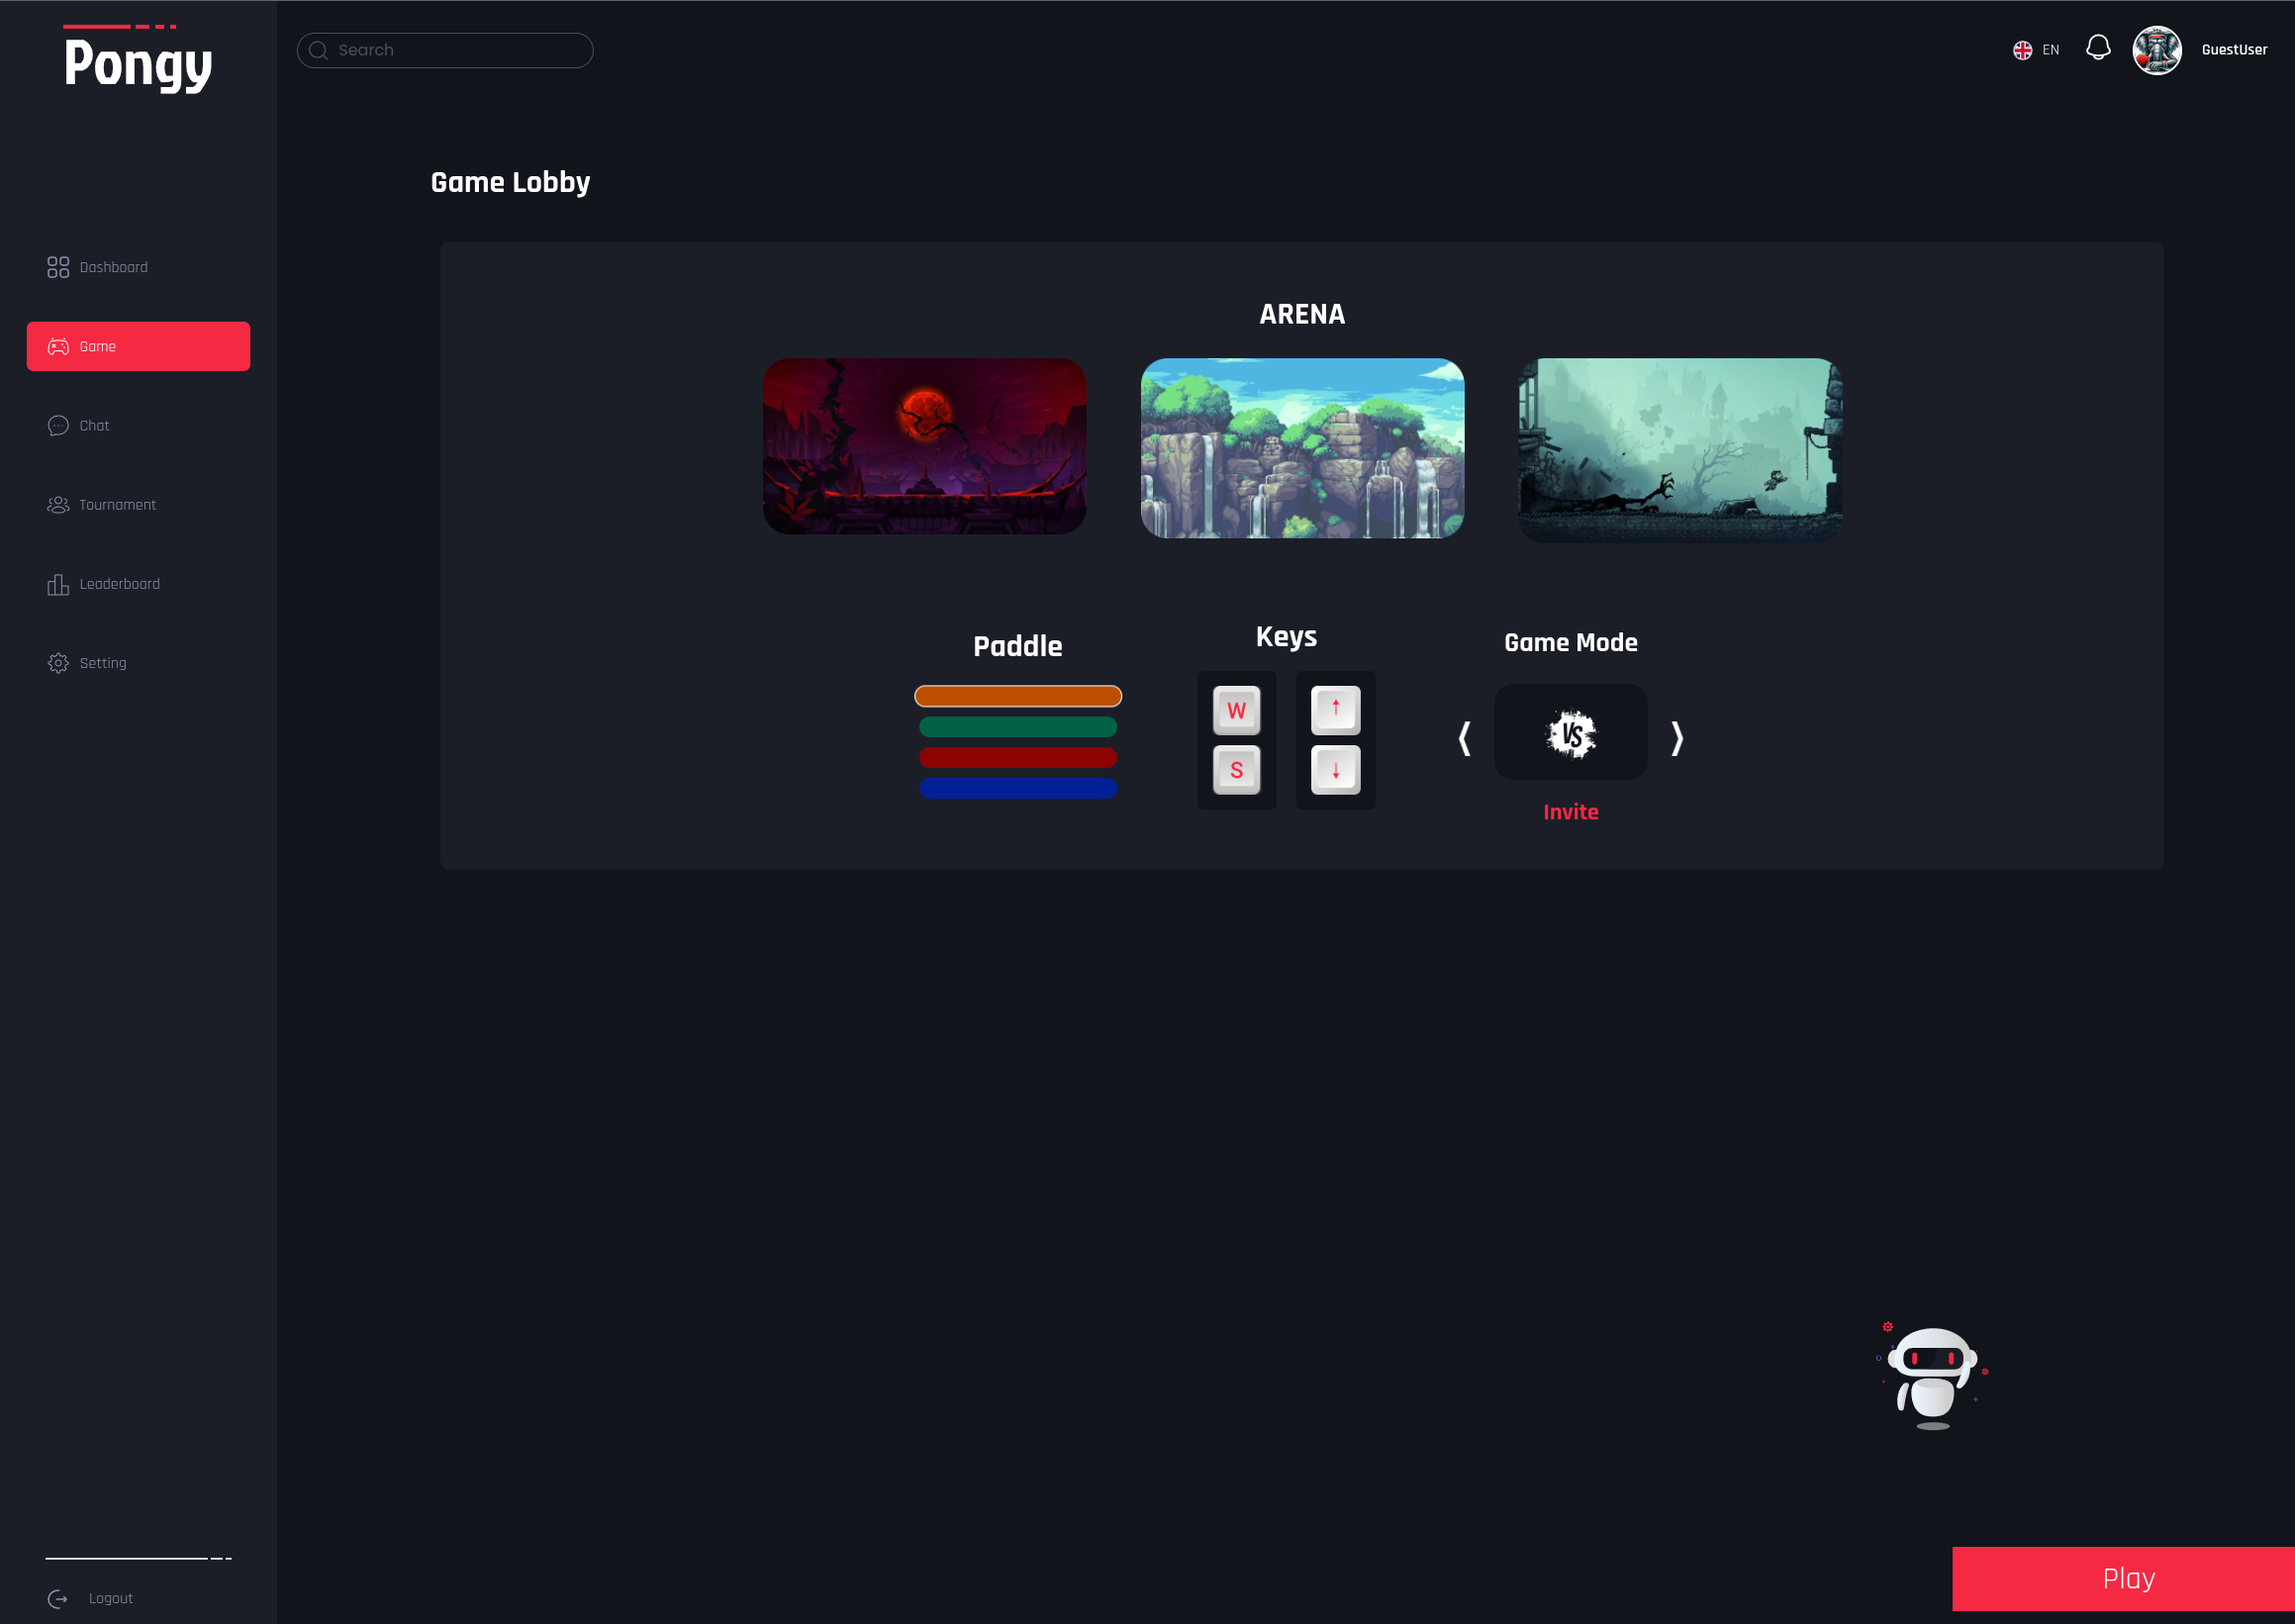 Pongy
Search
EN
GuestUser
Game Lobby
Dashboard
Game
Chat
Tournament
Leaderboard
Setting
ARENA
Paddle
Keys
Game Mode
W
↑
S
↓
VS
Invite
Play
Logout